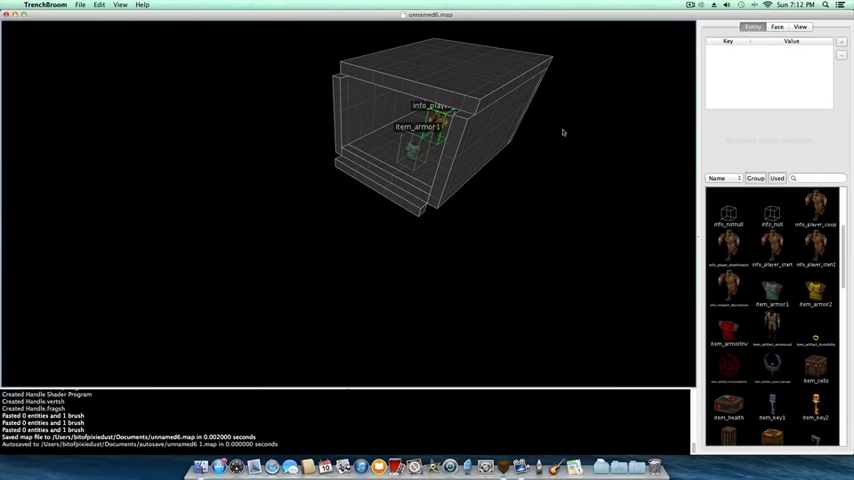 TrenchBroom File Edit View Help
Sun 7:12 PM
unnamed6.map
Entity Face View
Key Value
info_play
item_armor1
Name Group Used
info_notnull info_null info_player_coop
info_player_deathmatch info_player_start info_player_start2
item_armor1 item_armor2
item_armorInv
item_cells
item_health item_key1 item_key2
Created Handle Shader Program
Created Handle.vertsh
Created Handle.fragsh
Pasted 0 entities and 1 brush
Pasted 0 entities and 1 brush
Pasted 0 entities and 1 brush
Saved map file to /Users/bitofpixiedust/Documents/unnamed6.map in 0.002000 seconds
Autosaved to /Users/bitofpixiedust/Documents/autosave/unnamed6 1.map in 0.000000 seconds